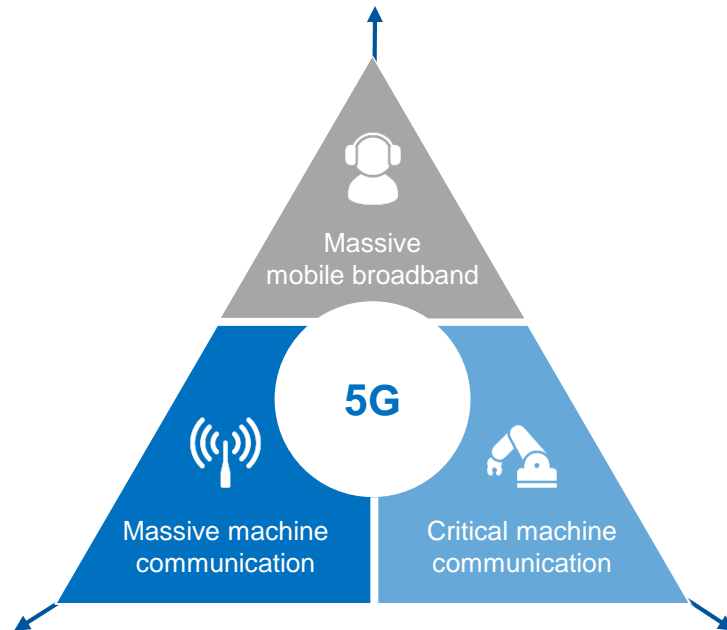 Massive
mobile broadband
5G
Massive machine
communication
Critical machine
communication